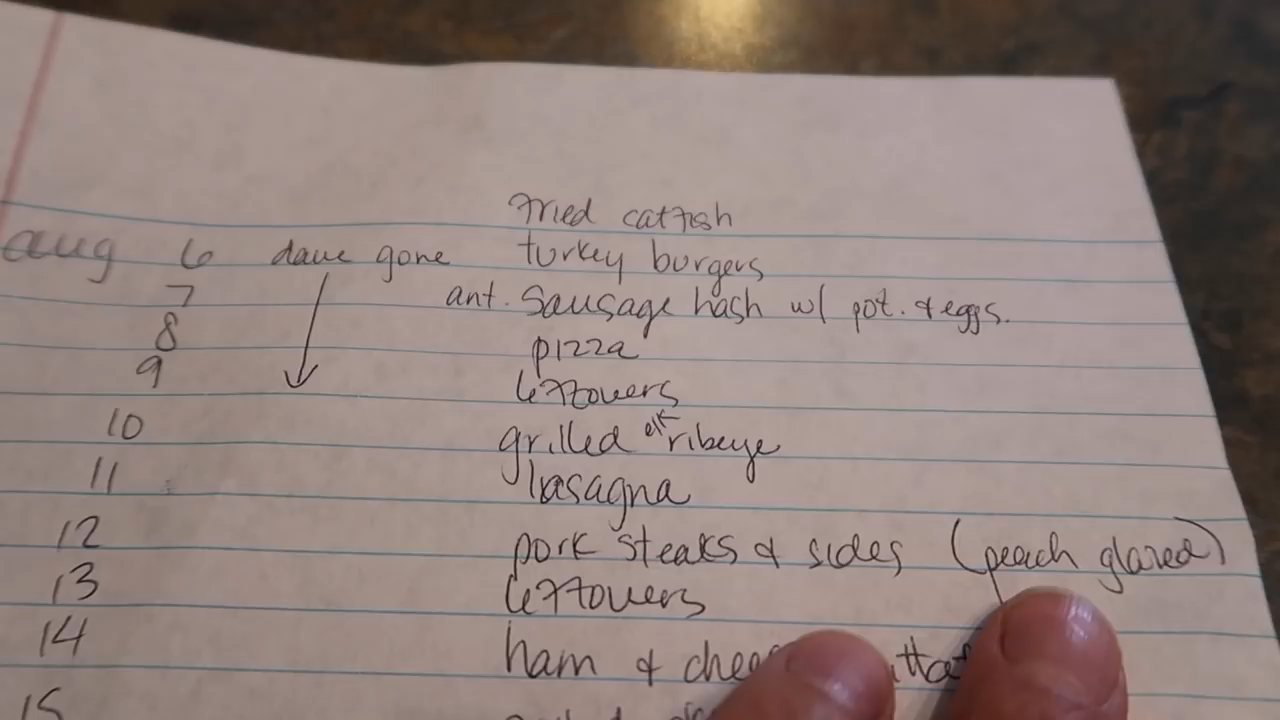 fried catfish
aug 6 dave gone turkey burgers
7 ant. sausage hash w/ pot. & eggs.
8 pizza
9 leftovers
10 grilled elk ribeye
11 lasagna
12 pork steaks & sides (peach glazed)
13 leftovers
14 ham &
15